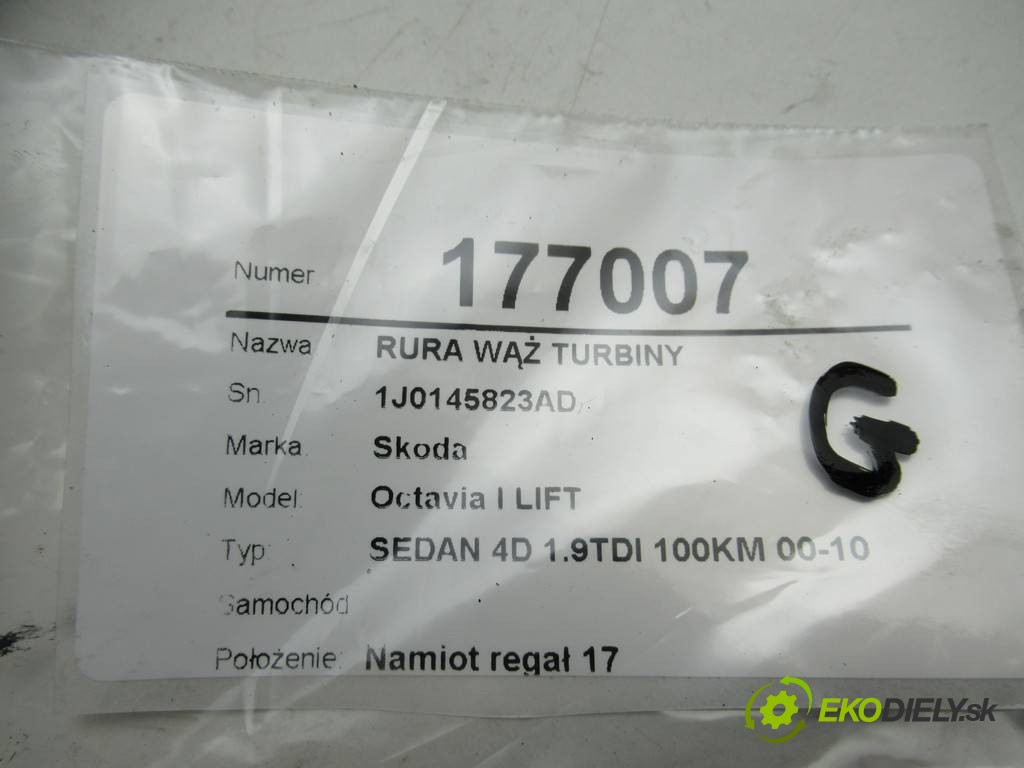 Numer 177007
Nazwa RURA WĄŻ TURBINY
Sn 1J0145823AD
Marka Skoda
Model: Octavia I LIFT
Typ: SEDAN 4D 1.9TDI 100KM 00-10
Samochód
Położenie: Namiot regał 17
G
EKODIELY.sk